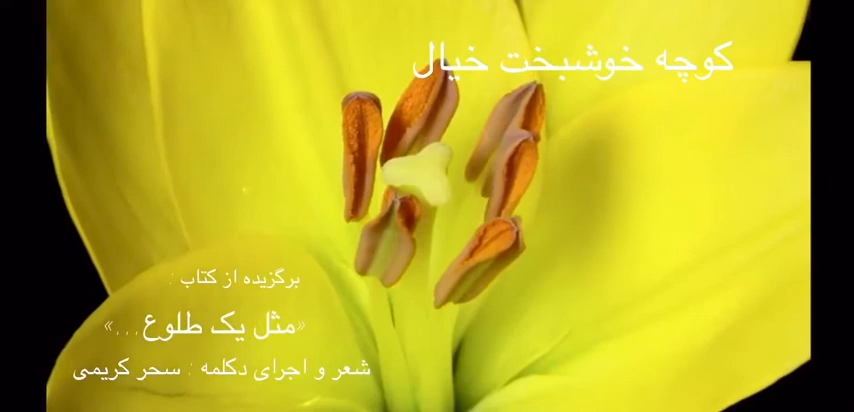 کوچه خوشبخت خیال
برگزیده از کتاب :
«مثل یک طلوع...»
شعر و اجرای دکلمه : سحر کریمی